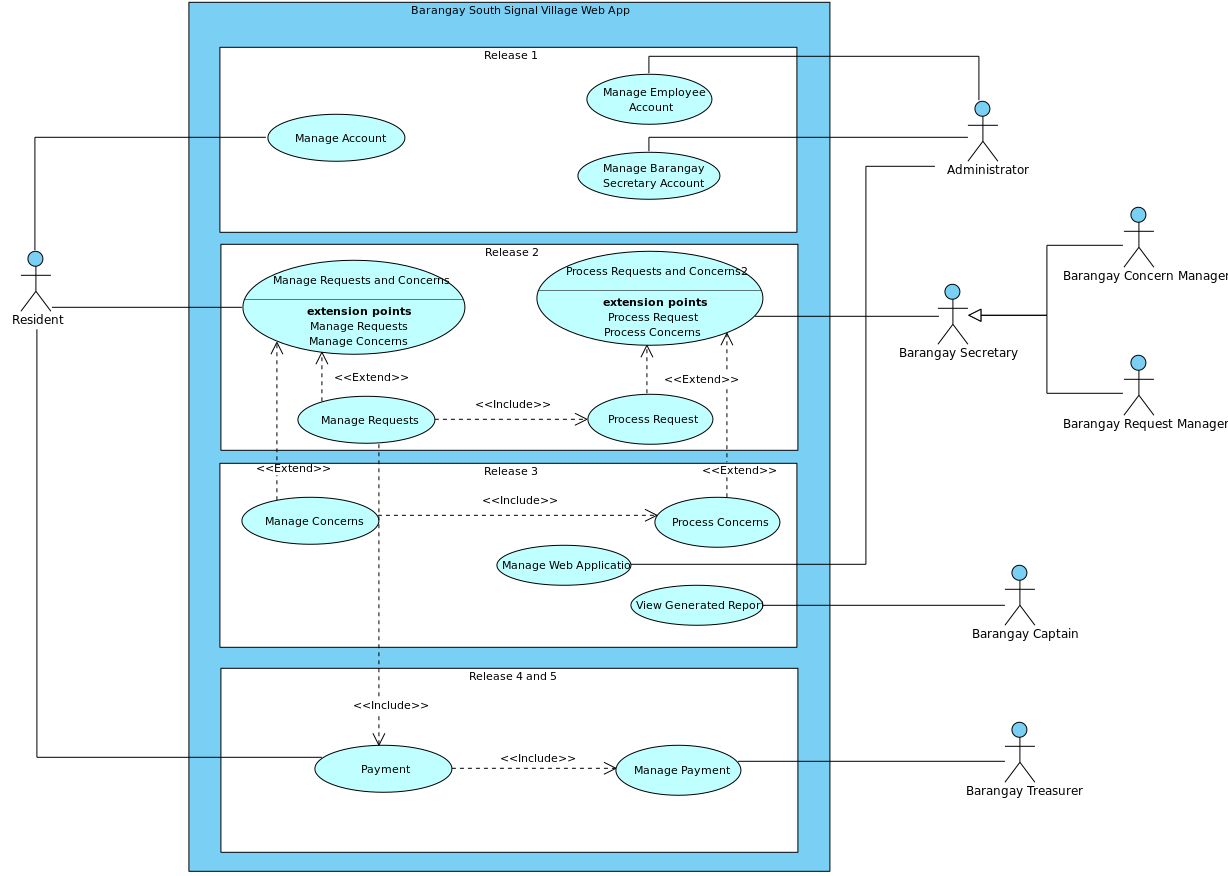 Barangay South Signal Village Web App
Release 1
Manage Employee
Account
Manage Account
Manage Barangay
Secretary Account
Administrator
Release 2
Manage Requests and Concerns
extension points
Manage Requests
Manage Concerns
Process Requests and Concerns2
extension points
Process Request
Process Concerns
Resident
Barangay Concern Manager
Barangay Secretary
<<Extend>>
<<Extend>>
<<Include>>
Manage Requests
Process Request
Barangay Request Manager
<<Extend>>
Release 3
<<Extend>>
<<Include>>
Manage Concerns
Process Concerns
Manage Web Applicatio
View Generated Repor
Barangay Captain
Release 4 and 5
<<Include>>
<<Include>>
Payment
Manage Payment
Barangay Treasurer